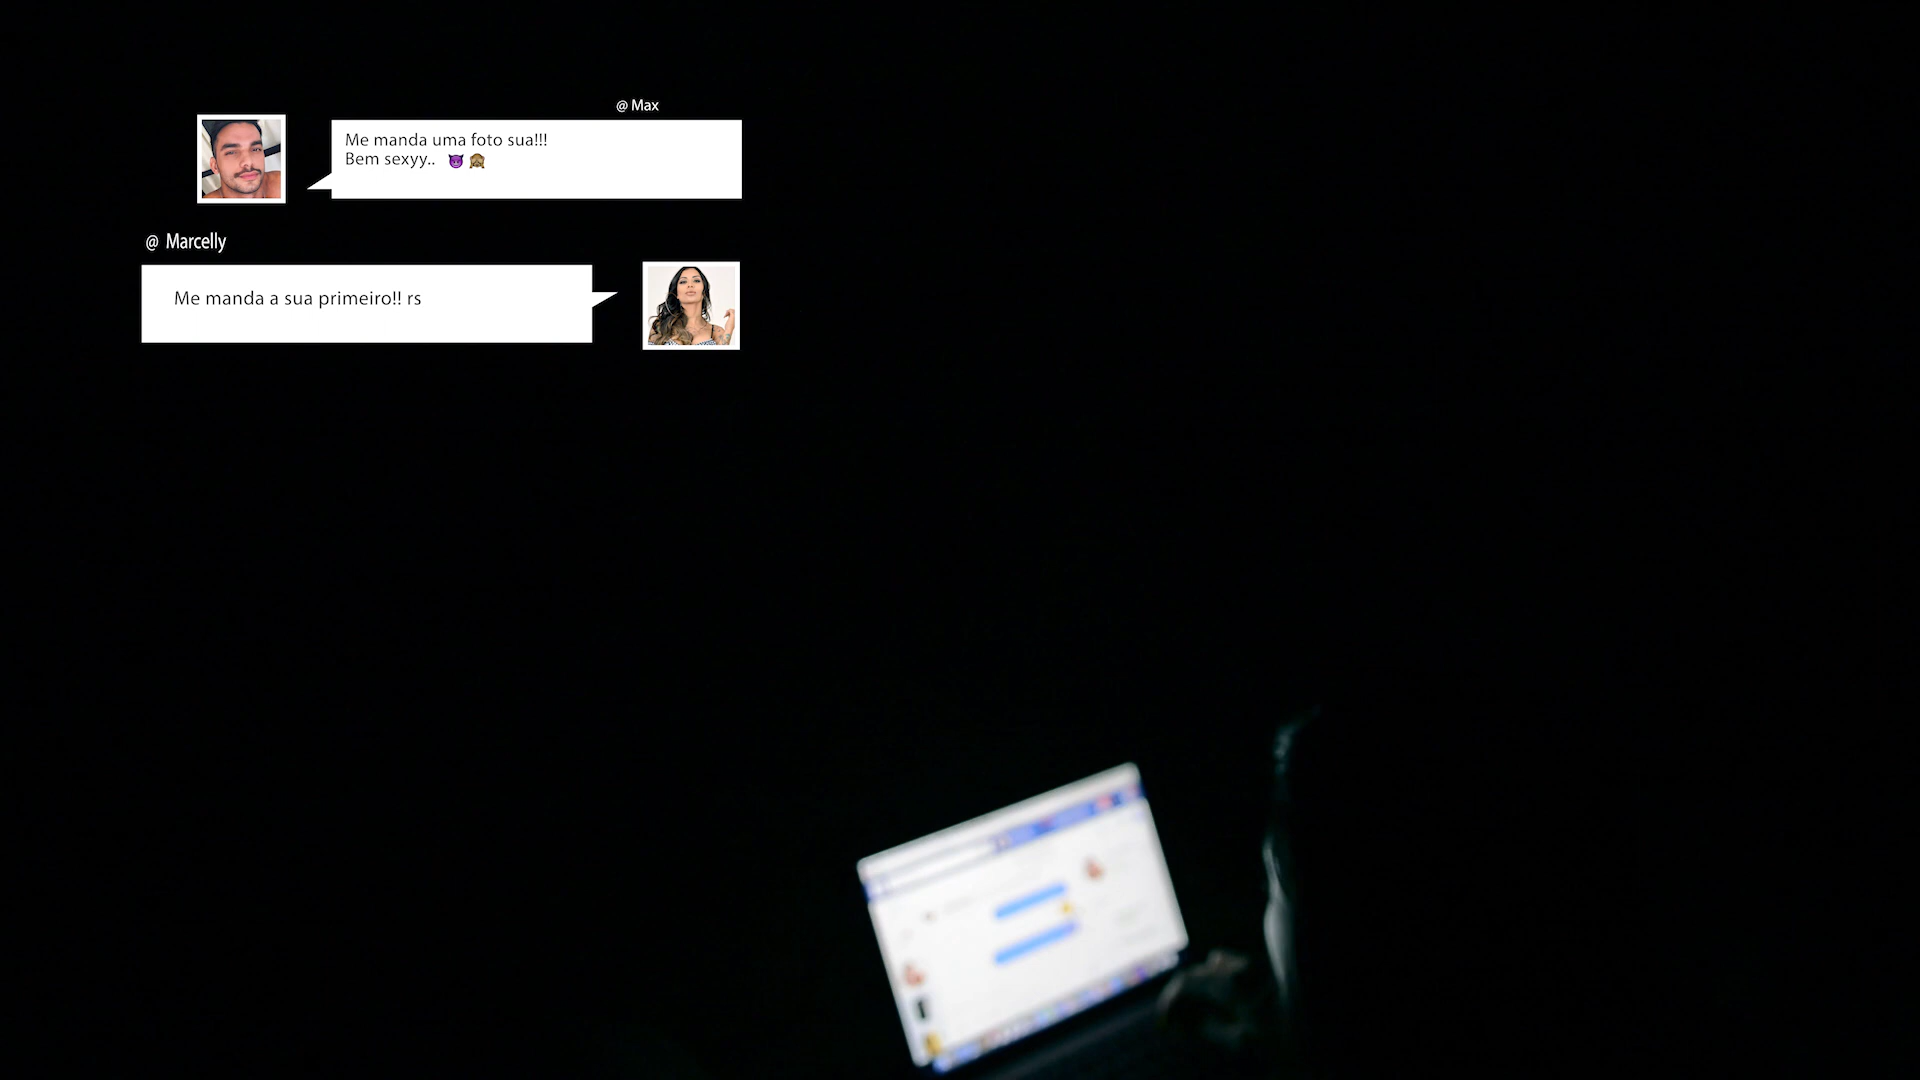 @ Max
Me manda uma foto sua!!!
Bem sexyy.. 😈 🙈
@ Marcelly
Me manda a sua primeiro!! rs